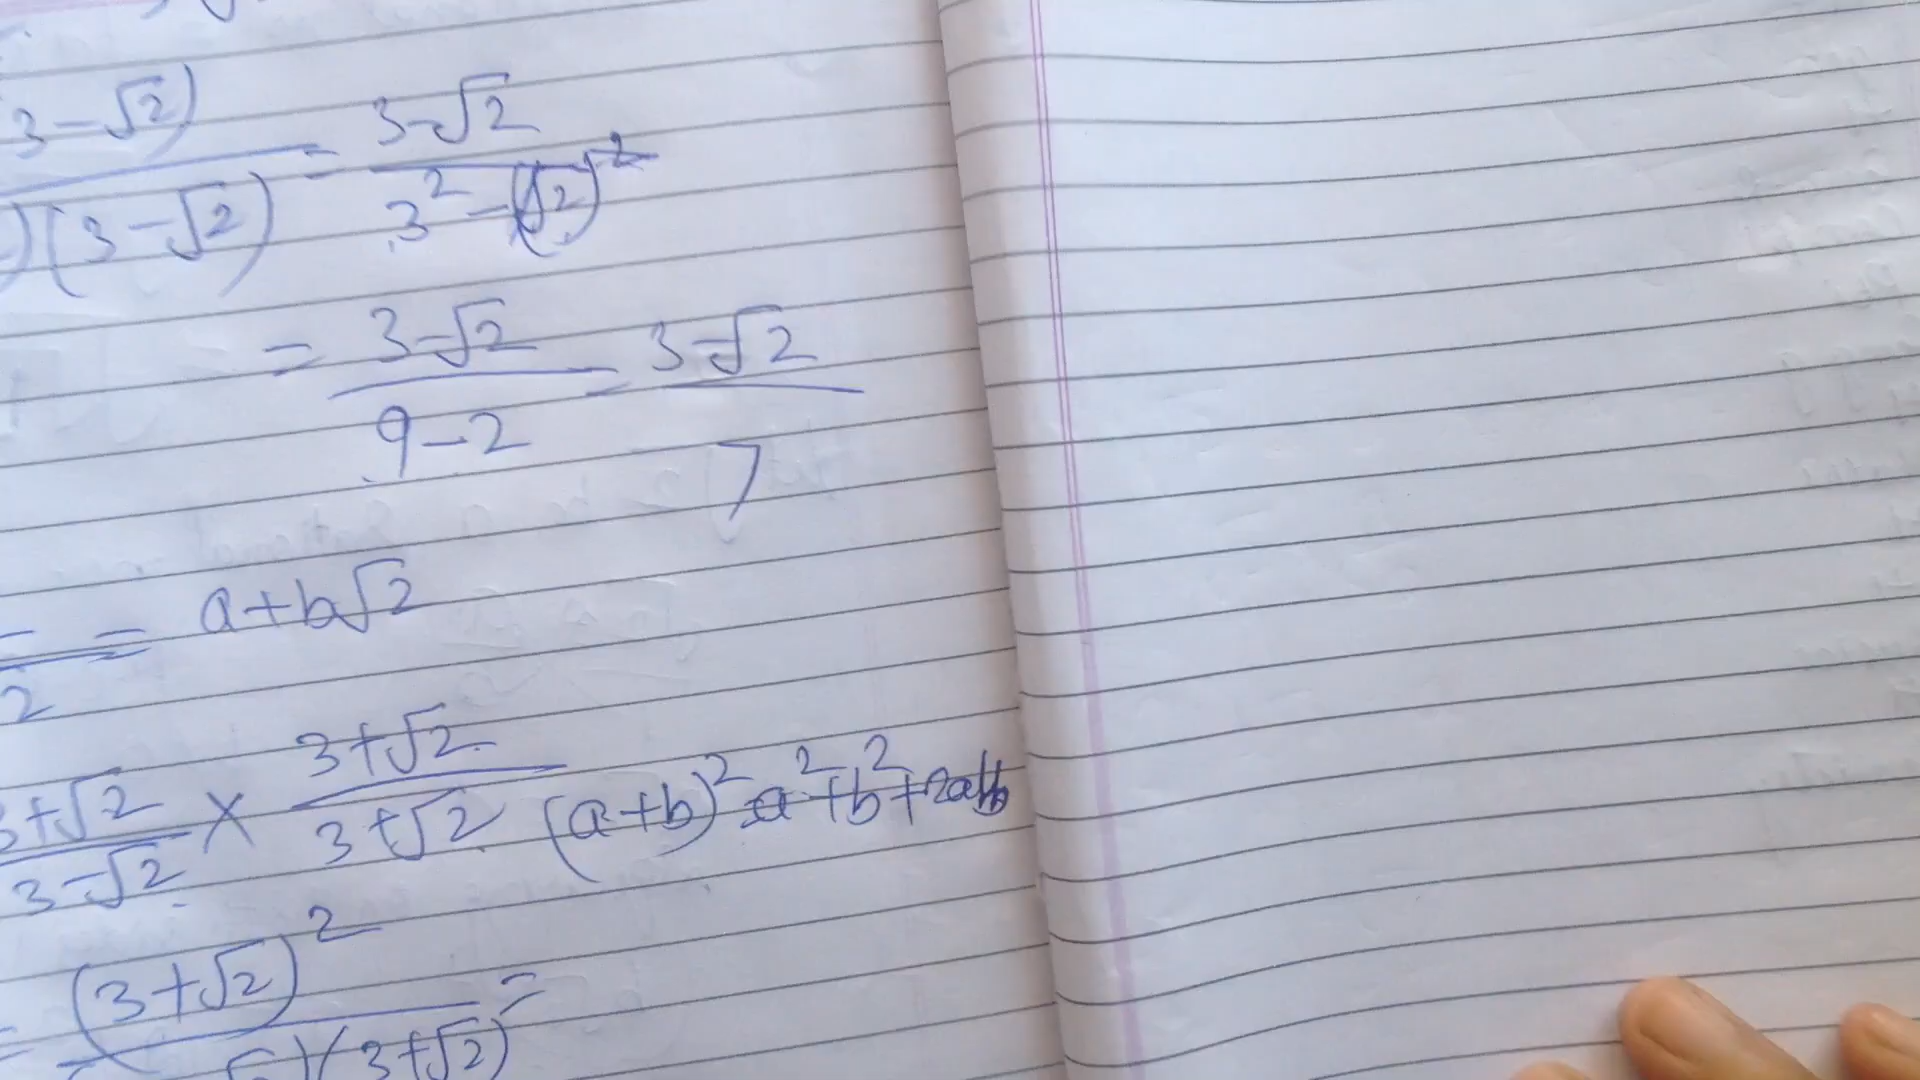 3-√2) = 3-√2
)(3-√2) 3²-(√2)²
= 3-√2 = 3-√2
9-2 7
= a+b√2
2
3+√2 × 3+√2
3-√2 3+√2 (a+b)²=a²+b²+2ab
= (3+√2)² =
)(3+√2)